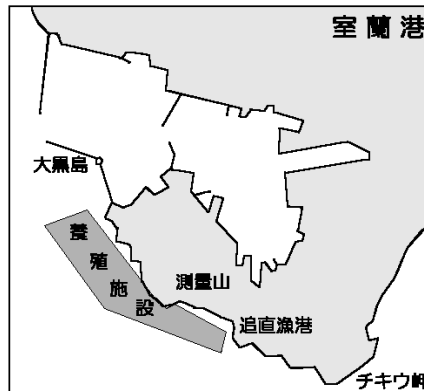 室蘭港
大黒島
養殖施設
測量山
追直漁港
チキウ岬